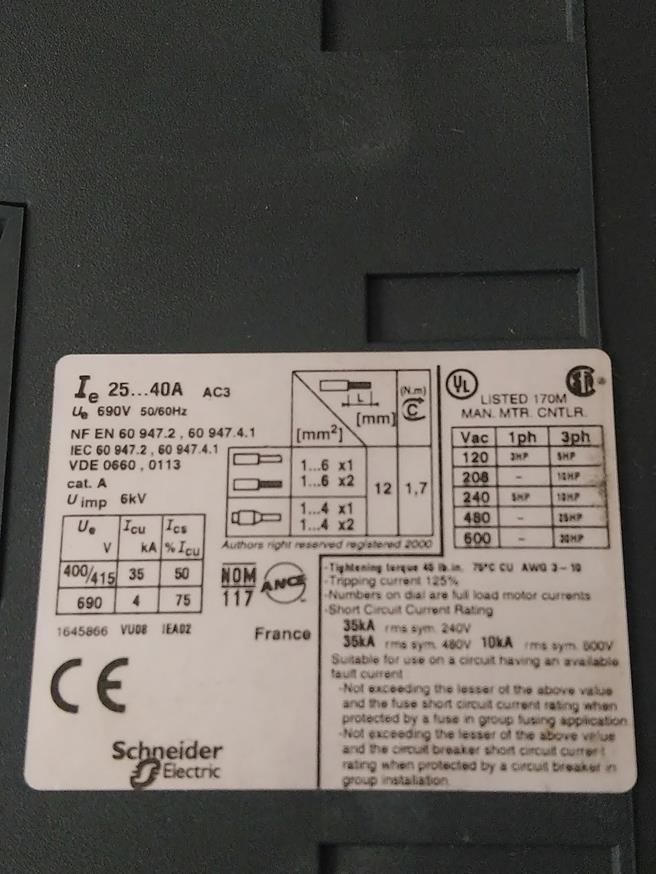 Ie 25...40A AC3
Ue 690V 50/60Hz
NF EN 60 947.2 , 60 947.4.1
IEC 60 947.2 , 60 947.4.1
VDE 0660 , 0113
cat. A
U imp 6kV
Ue Icu Ics
V kA % Icu
400/415 35 50
690 4 75
1645866 VU08 IEA02
CE
Schneider
Electric
L
[mm] (N.m)
[mm²]
1...6 x1
1...6 x2
12 1,7
1...4 x1
1...4 x2
Authors right reserved registered 2000
NOM
117
ANCE
France
UL
LISTED 170M
MAN. MTR. CNTLR.
Vac 1ph 3ph
120 3HP 5HP
208 - 10HP
240 5HP 10HP
480 - 25HP
600 - 30HP
-Tightening torque 45 lb.in. 75°C CU AWG 3 - 10
-Tripping current 125%
-Numbers on dial are full load motor currents
-Short Circuit Current Rating
35kA rms sym. 240V
35kA rms sym. 480V 10kA rms sym. 600V
Suitable for use on a circuit having an available
fault current
-Not exceeding the lesser of the above value
and the fuse short circuit current rating when
protected by a fuse in group fusing application
-Not exceeding the lesser of the above value
and the circuit breaker short circuit current
rating when protected by a circuit breaker in
group installation.